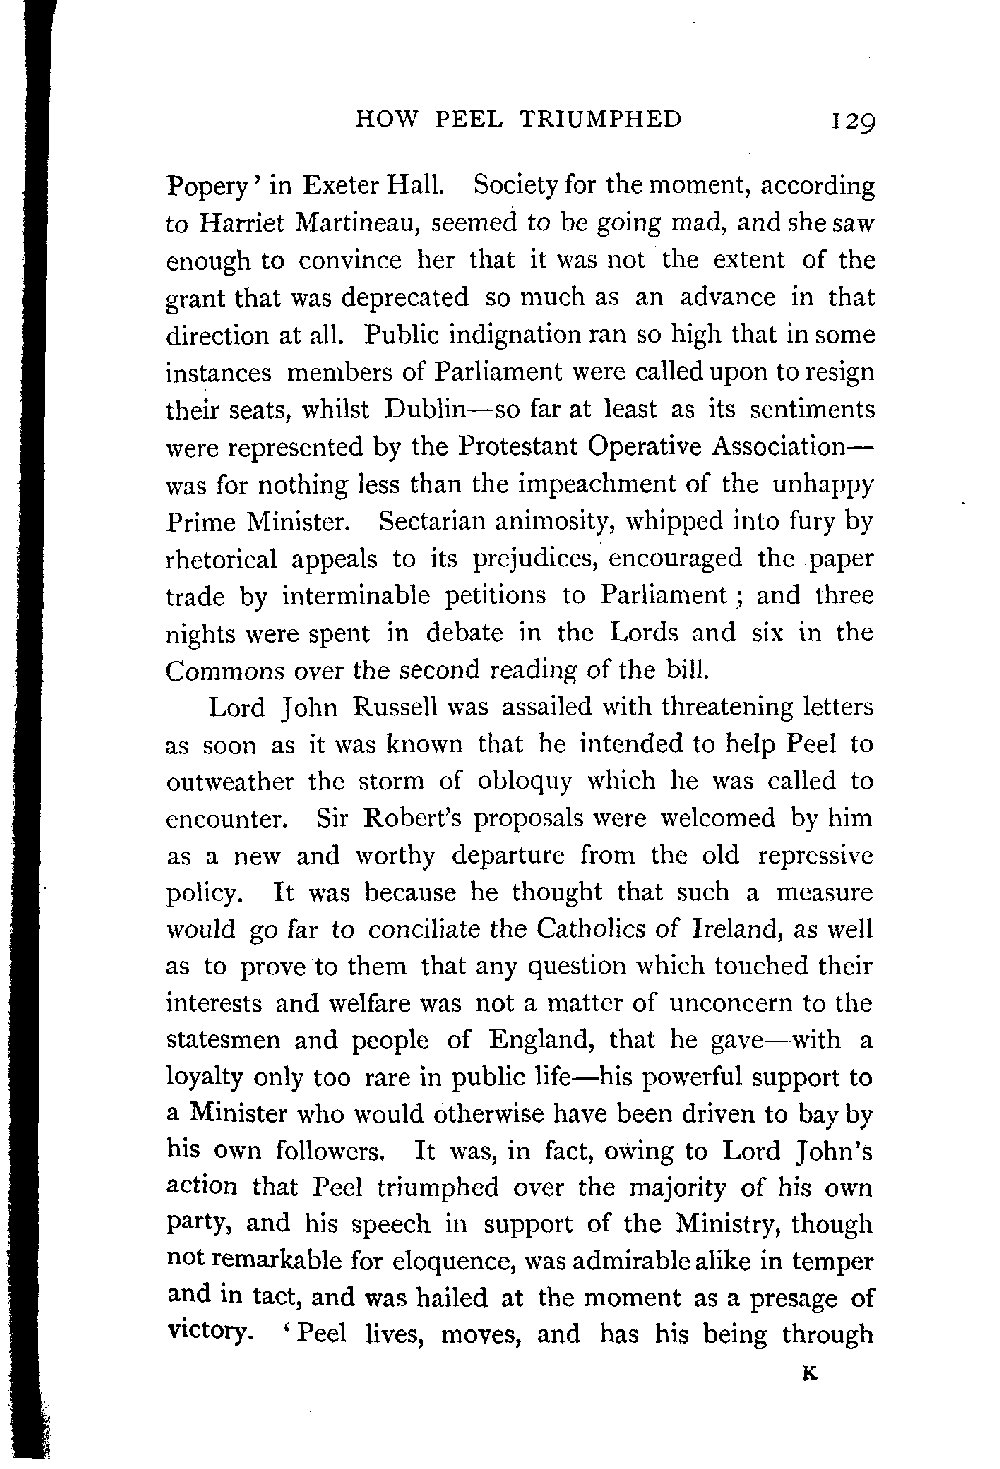 HOW PEEL TRIUMPHED 129
Popery' in Exeter Hall. Society for the moment, according
to Harriet Martineau, seemed to be going mad, and she saw
enough to convince her that it was not the extent of the
grant that was deprecated so much as an advance in that
direction at all. Public indignation ran so high that in some
instances members of Parliament were called upon to resign
their seats, whilst Dublin—so far at least as its sentiments
were represented by the Protestant Operative Association—
was for nothing less than the impeachment of the unhappy
Prime Minister. Sectarian animosity, whipped into fury by
rhetorical appeals to its prejudices, encouraged the paper
trade by interminable petitions to Parliament ; and three
nights were spent in debate in the Lords and six in the
Commons over the second reading of the bill.
Lord John Russell was assailed with threatening letters
as soon as it was known that he intended to help Peel to
outweather the storm of obloquy which he was called to
encounter. Sir Robert's proposals were welcomed by him
as a new and worthy departure from the old repressive
policy. It was because he thought that such a measure
would go far to conciliate the Catholics of Ireland, as well
as to prove to them that any question which touched their
interests and welfare was not a matter of unconcern to the
statesmen and people of England, that he gave—with a
loyalty only too rare in public life—his powerful support to
a Minister who would otherwise have been driven to bay by
his own followers. It was, in fact, owing to Lord John's
action that Peel triumphed over the majority of his own
party, and his speech in support of the Ministry, though
not remarkable for eloquence, was admirable alike in temper
and in tact, and was hailed at the moment as a presage of
victory. ‘Peel lives, moves, and has his being through
K